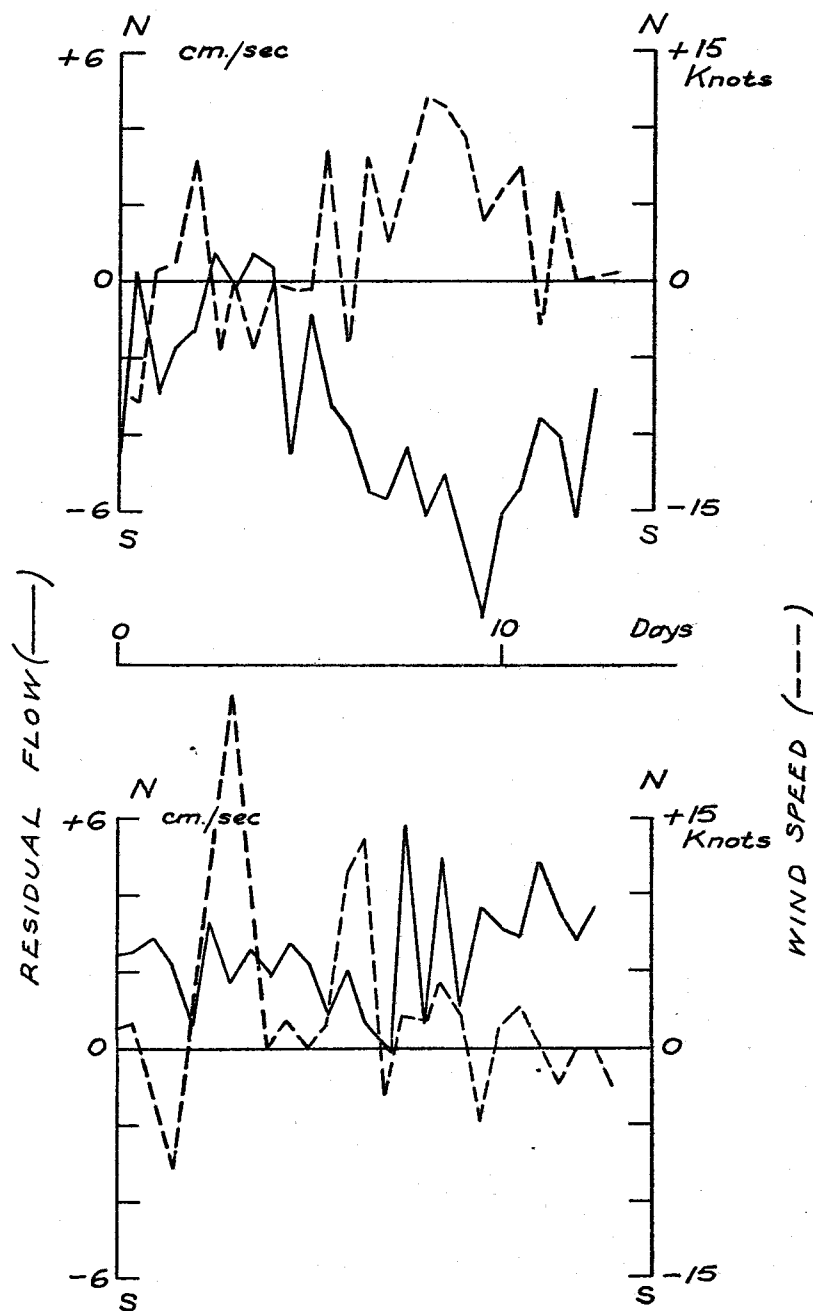 N N
+6 cm./sec +15
Knots
0 0
-6 -15
S S
0 10 Days
RESIDUAL FLOW (——)
WIND SPEED (---)
N N
+6 cm./sec +15
Knots
0 0
-6 -15
S S